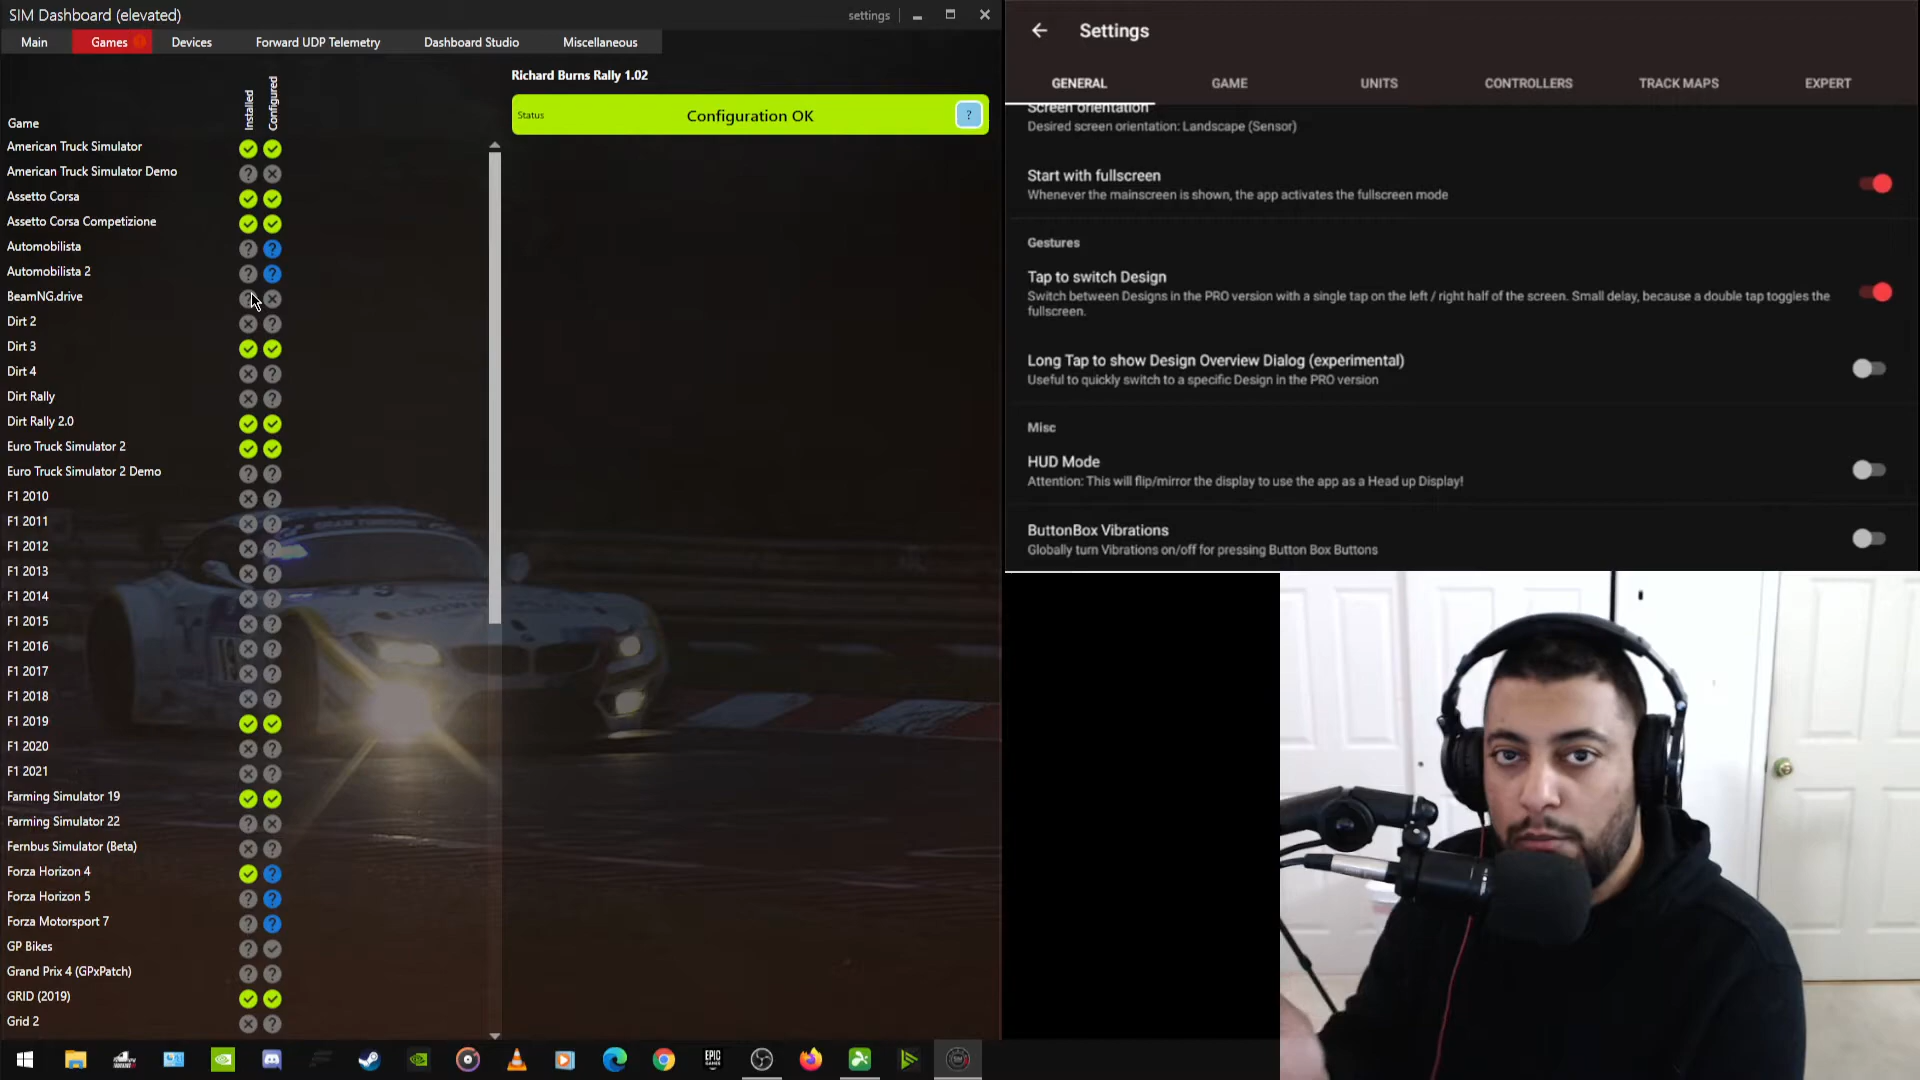 SIM Dashboard (elevated)
settings
Main
Games
Devices
Forward UDP Telemetry
Dashboard Studio
Miscellaneous
Game
Installed
Configured
American Truck Simulator
American Truck Simulator Demo
Assetto Corsa
Assetto Corsa Competizione
Automobilista
Automobilista 2
BeamNG.drive
Dirt 2
Dirt 3
Dirt 4
Dirt Rally
Dirt Rally 2.0
Euro Truck Simulator 2
Euro Truck Simulator 2 Demo
F1 2010
F1 2011
F1 2012
F1 2013
F1 2014
F1 2015
F1 2016
F1 2017
F1 2018
F1 2019
F1 2020
F1 2021
Farming Simulator 19
Farming Simulator 22
Fernbus Simulator (Beta)
Forza Horizon 4
Forza Horizon 5
Forza Motorsport 7
GP Bikes
Grand Prix 4 (GPxPatch)
GRID (2019)
Grid 2
Richard Burns Rally 1.02
Status
Configuration OK
?
Settings
GENERAL
GAME
UNITS
CONTROLLERS
TRACK MAPS
EXPERT
Screen orientation
Desired screen orientation: Landscape (Sensor)
Start with fullscreen
Whenever the mainscreen is shown, the app activates the fullscreen mode
Gestures
Tap to switch Design
Switch between Designs in the PRO version with a single tap on the left / right half of the screen. Small delay, because a double tap toggles the
fullscreen.
Long Tap to show Design Overview Dialog (experimental)
Useful to quickly switch to a specific Design in the PRO version
Misc
HUD Mode
Attention: This will flip/mirror the display to use the app as a Head up Display!
ButtonBox Vibrations
Globally turn Vibrations on/off for pressing Button Box Buttons
EPIC
GAMES